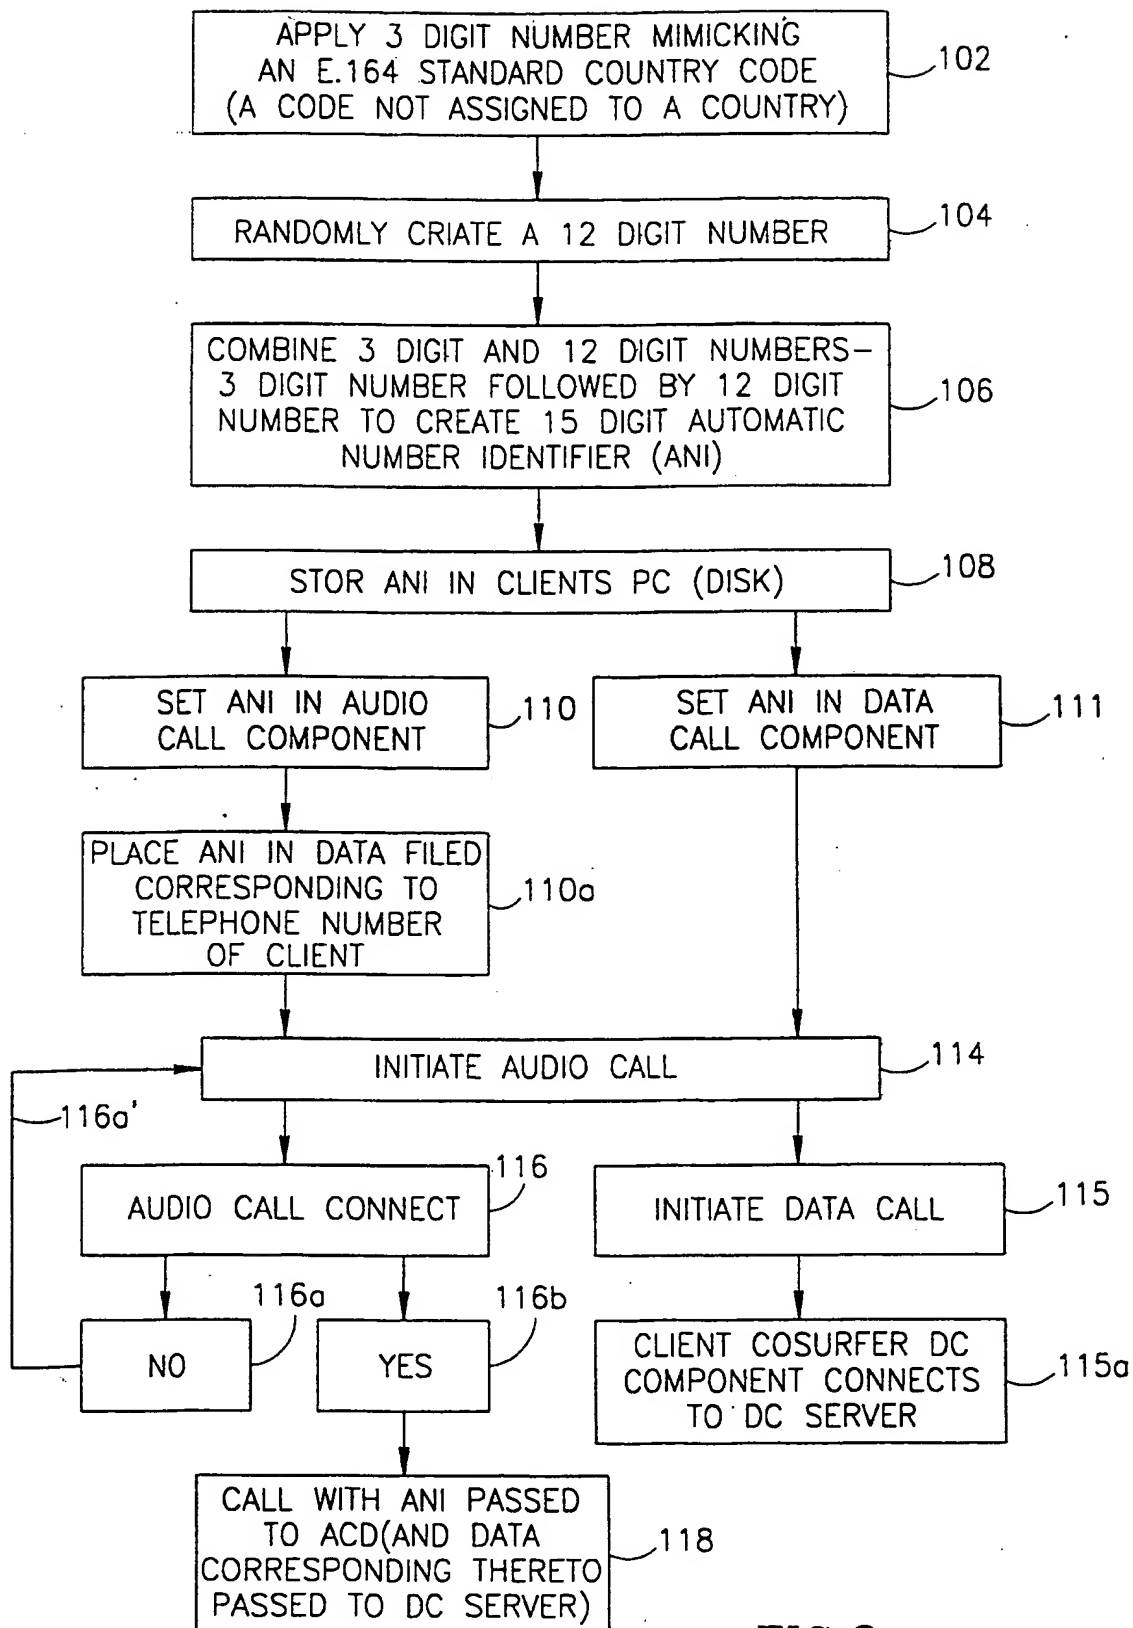 APPLY 3 DIGIT NUMBER MIMICKING
AN E.164 STANDARD COUNTRY CODE
(A CODE NOT ASSIGNED TO A COUNTRY)
102
RANDOMLY CRIATE A 12 DIGIT NUMBER
104
COMBINE 3 DIGIT AND 12 DIGIT NUMBERS-
3 DIGIT NUMBER FOLLOWED BY 12 DIGIT
NUMBER TO CREATE 15 DIGIT AUTOMATIC
NUMBER IDENTIFIER (ANI)
106
STOR ANI IN CLIENTS PC (DISK)
108
SET ANI IN AUDIO
CALL COMPONENT
110
SET ANI IN DATA
CALL COMPONENT
111
PLACE ANI IN DATA FILED
CORRESPONDING TO
TELEPHONE NUMBER
OF CLIENT
110a
INITIATE AUDIO CALL
114
116a'
AUDIO CALL CONNECT
116
INITIATE DATA CALL
115
NO
116a
YES
116b
CLIENT COSURFER DC
COMPONENT CONNECTS
TO DC SERVER
115a
CALL WITH ANI PASSED
TO ACD(AND DATA
CORRESPONDING THERETO
PASSED TO DC SERVER)
118